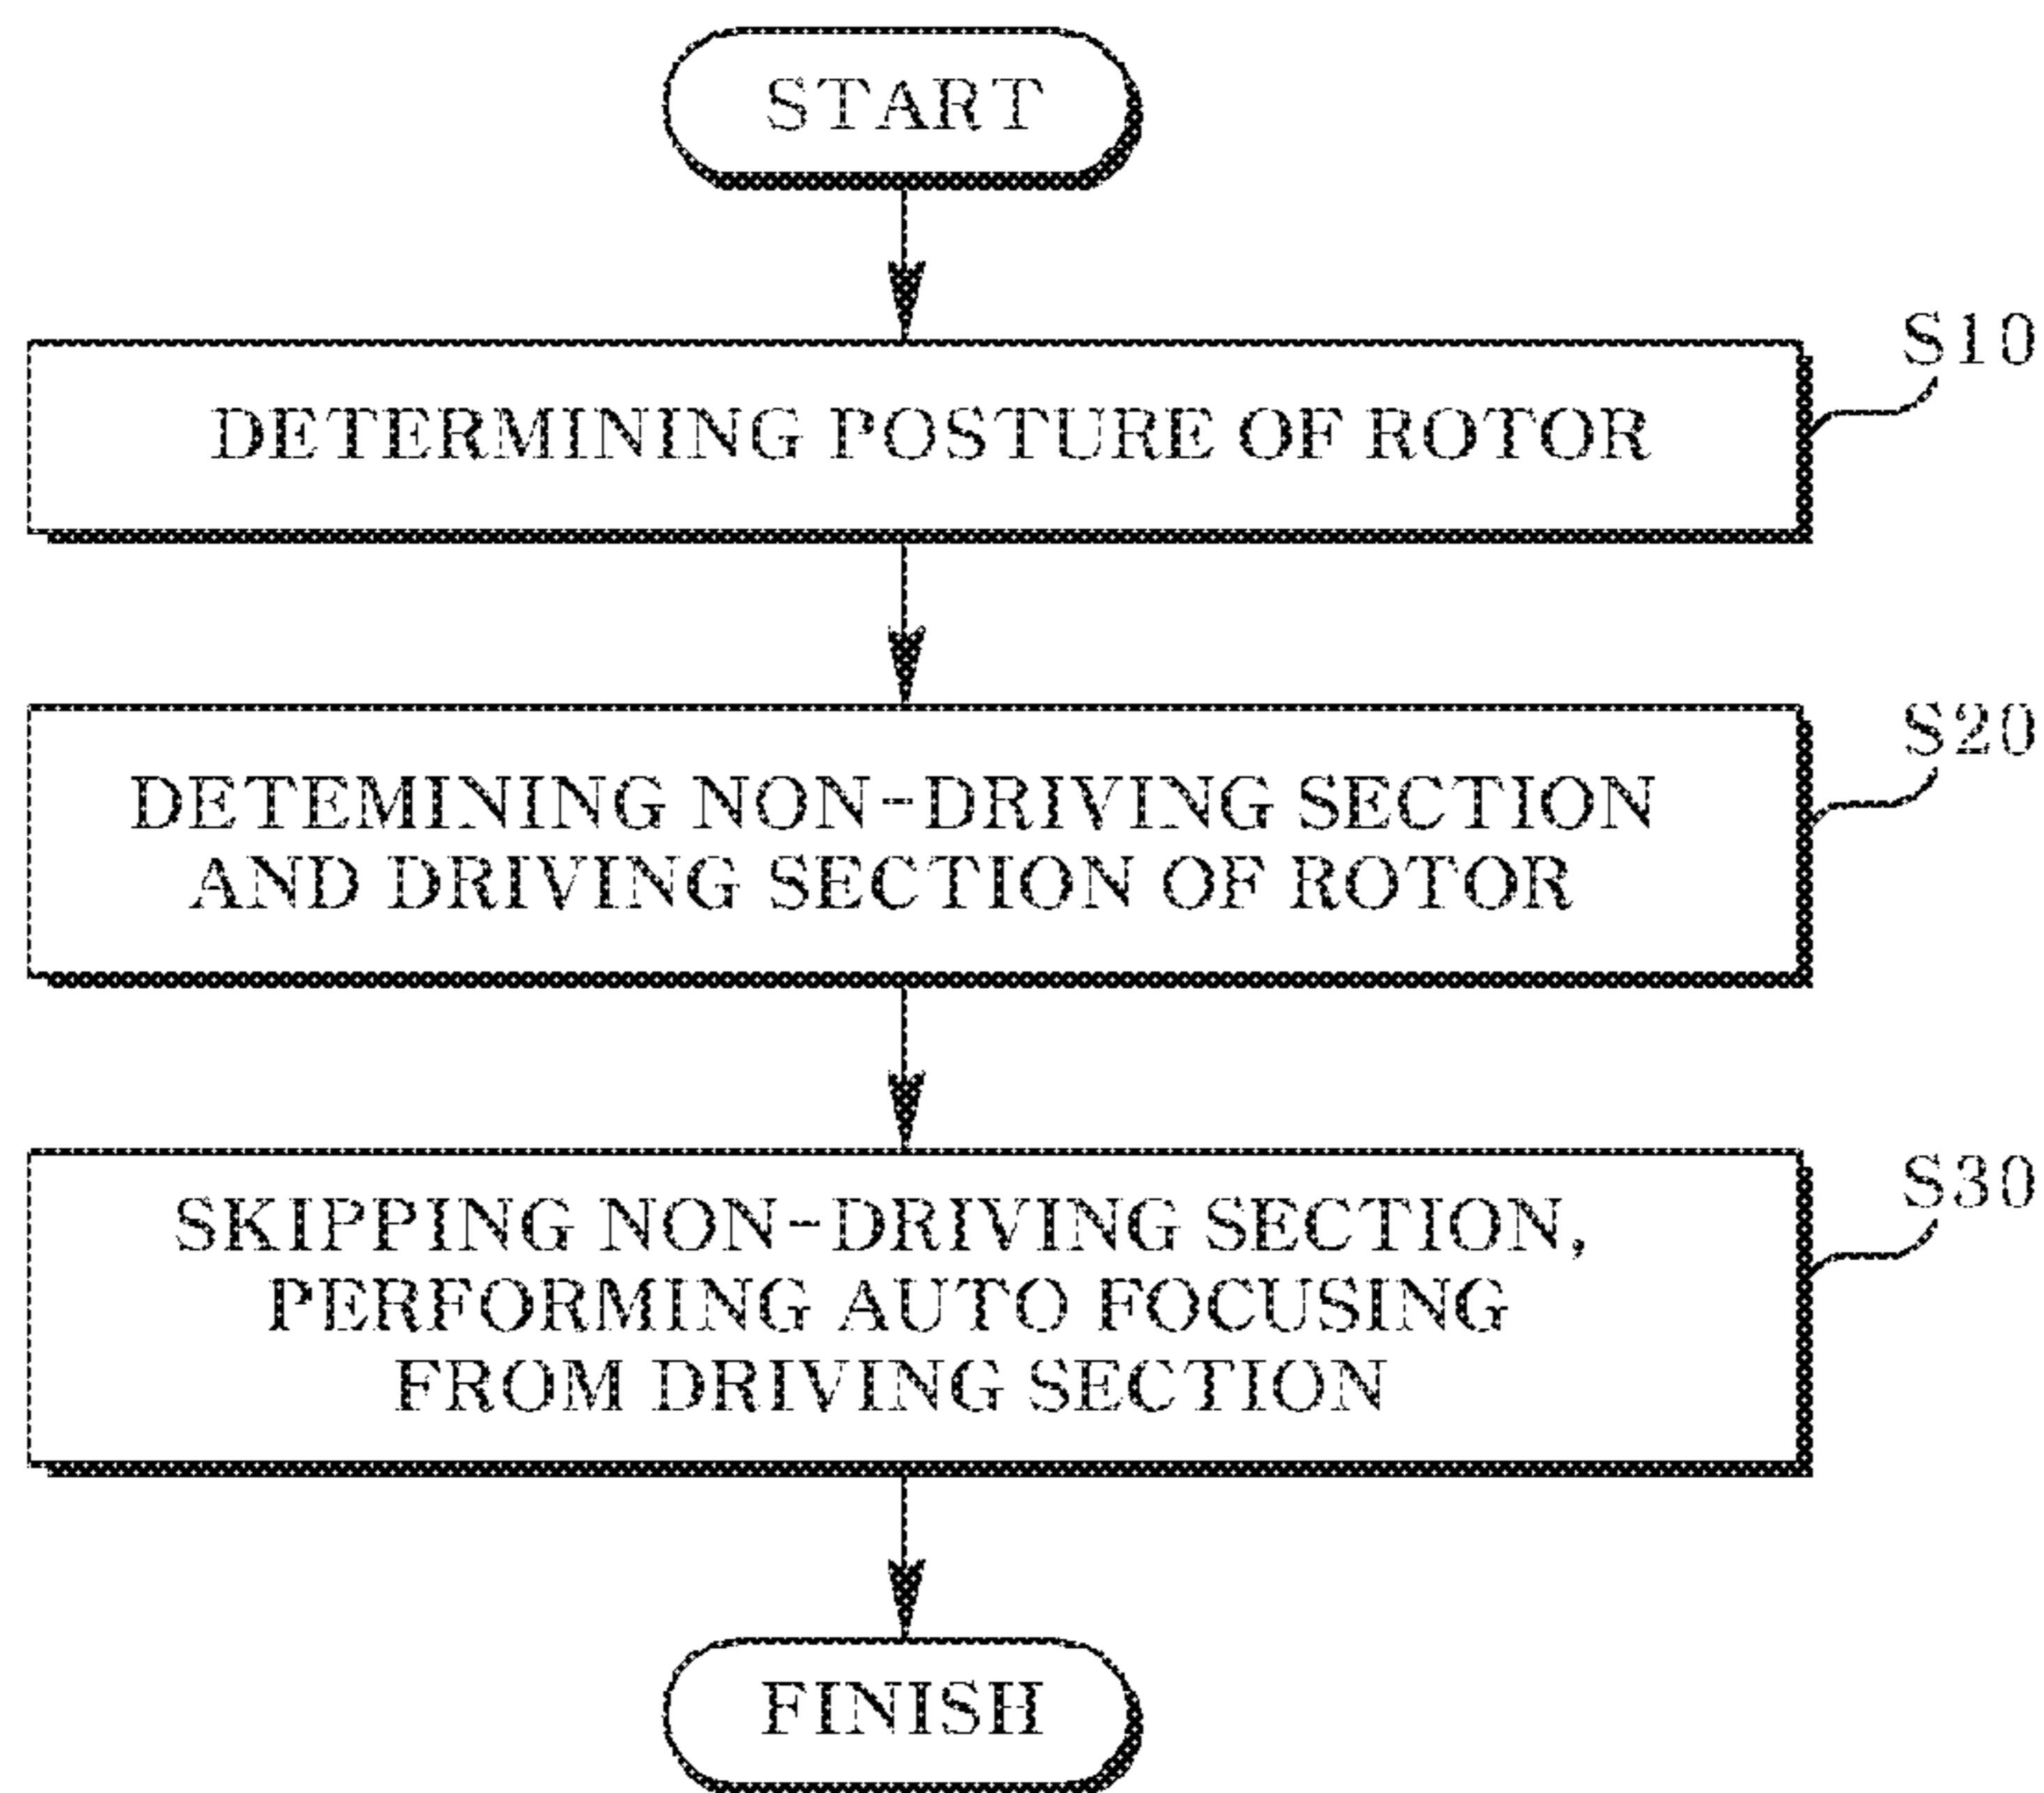 START
S10
DETERMINING POSTURE OF ROTOR
S20
DETEMINING NON-DRIVING SECTION
AND DRIVING SECTION OF ROTOR
S30
SKIPPING NON-DRIVING SECTION,
PERFORMING AUTO FOCUSING
FROM DRIVING SECTION
FINISH